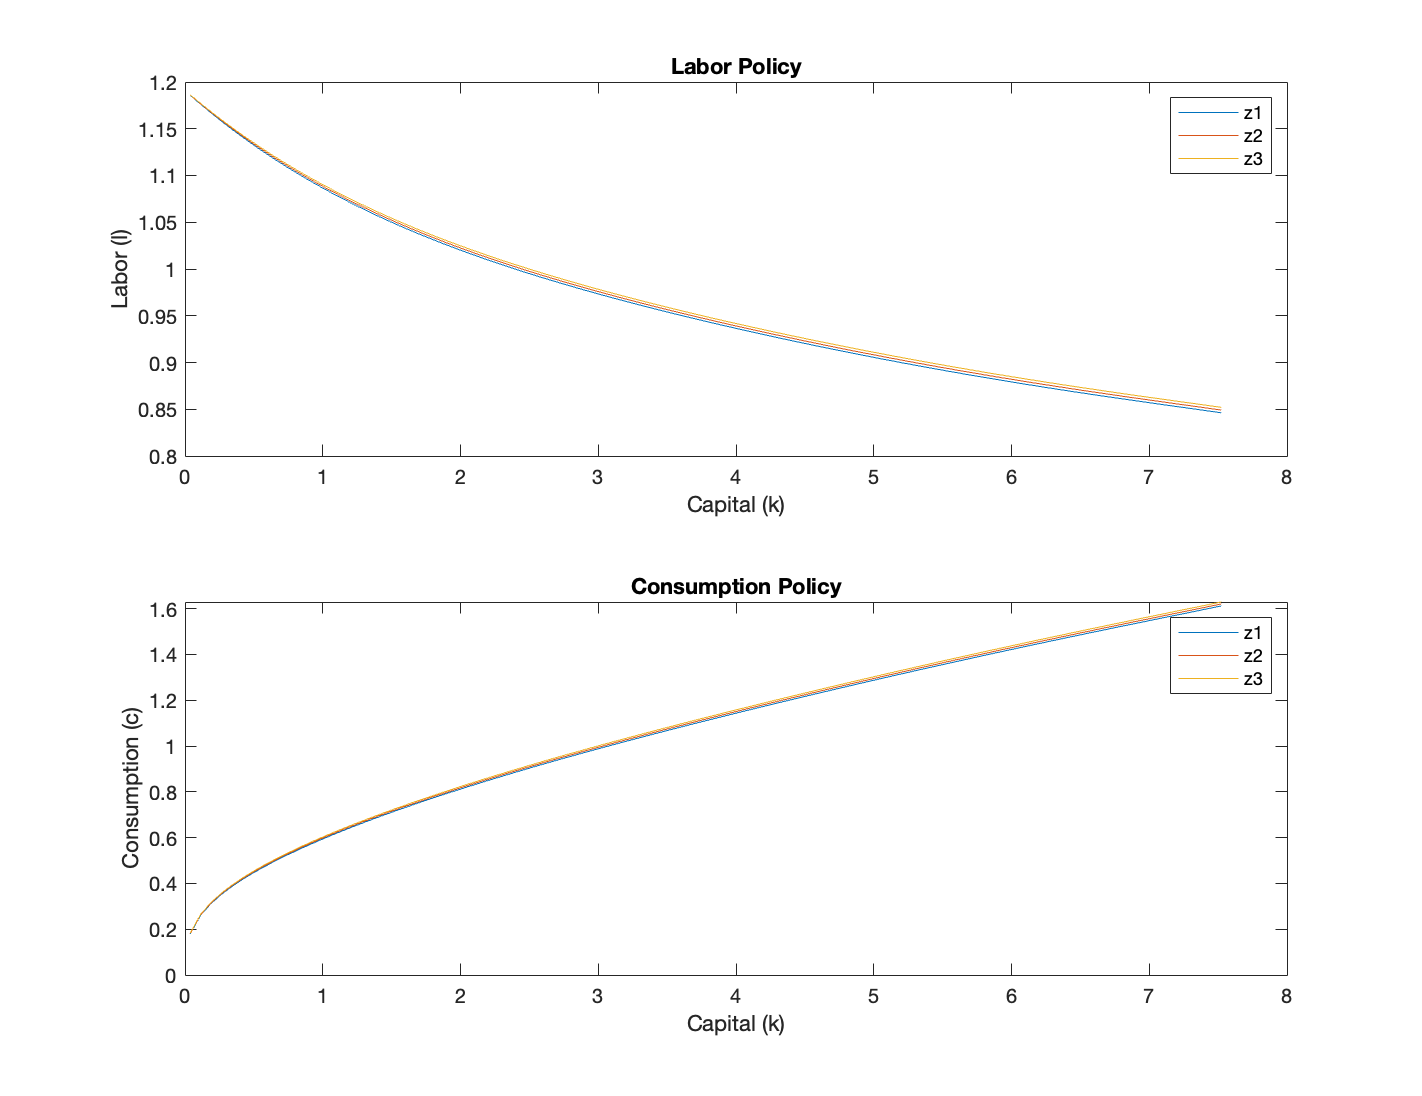 Labor Policy
1.2
1.15
1.1
1.05
1
0.95
0.9
0.85
0.8
Labor (l)
z1
z2
z3
0 1 2 3 4 5 6 7 8
Capital (k)
Consumption Policy
1.6
1.4
1.2
1
0.8
0.6
0.4
0.2
0
Consumption (c)
z1
z2
z3
0 1 2 3 4 5 6 7 8
Capital (k)